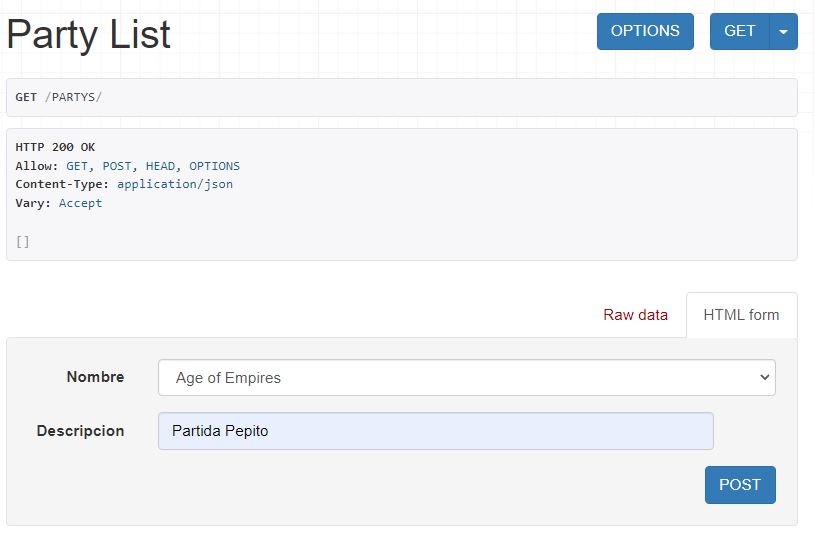 Party List
OPTIONS
GET
GET /PARTYS/
HTTP 200 OK
Allow: GET, POST, HEAD, OPTIONS
Content-Type: application/json
Vary: Accept
[]
Raw data
HTML form
Nombre
Age of Empires
Descripcion
Partida Pepito
POST